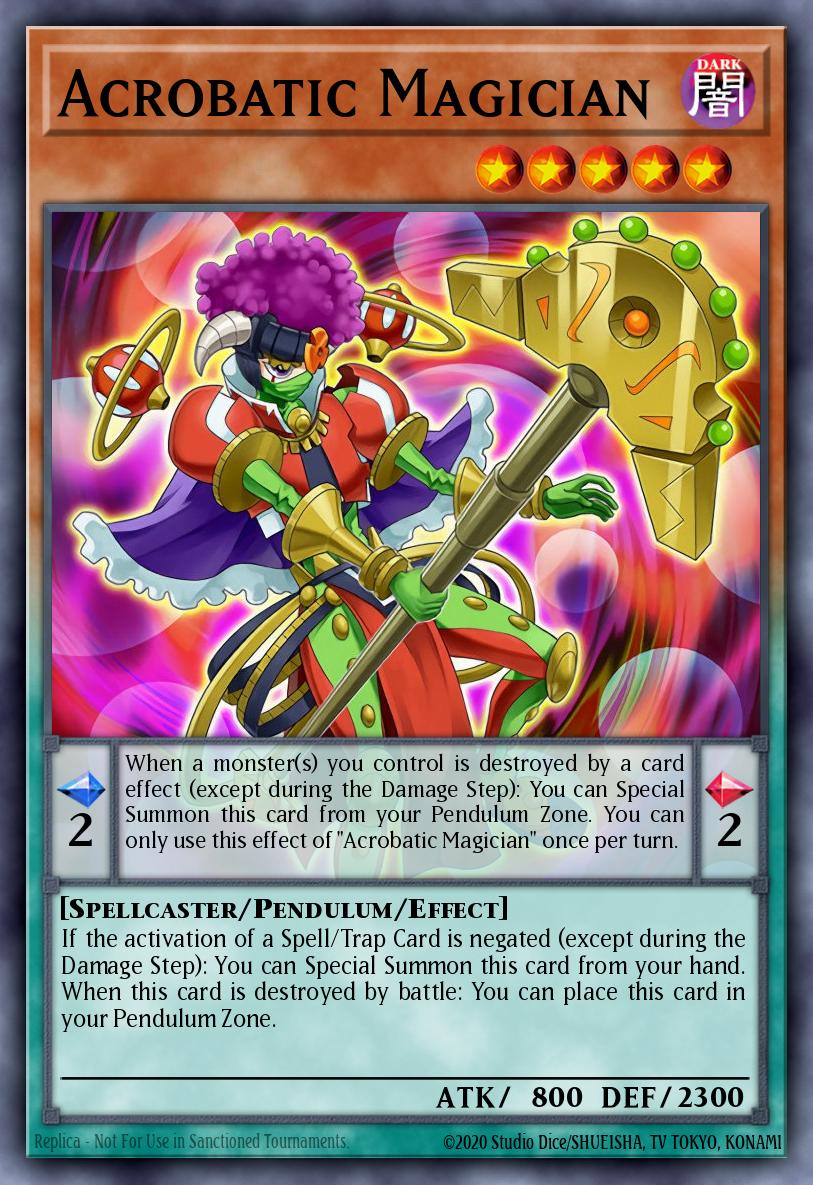 Acrobatic Magician
DARK
闇
When a monster(s) you control is destroyed by a card
effect (except during the Damage Step): You can Special
Summon this card from your Pendulum Zone. You can
only use this effect of "Acrobatic Magician" once per turn.
2
2
[Spellcaster/Pendulum/Effect]
If the activation of a Spell/Trap Card is negated (except during the
Damage Step): You can Special Summon this card from your hand.
When this card is destroyed by battle: You can place this card in
your Pendulum Zone.
ATK/ 800 DEF/2300
Replica - Not For Use in Sanctioned Tournaments.
©2020 Studio Dice/SHUEISHA, TV TOKYO, KONAMI